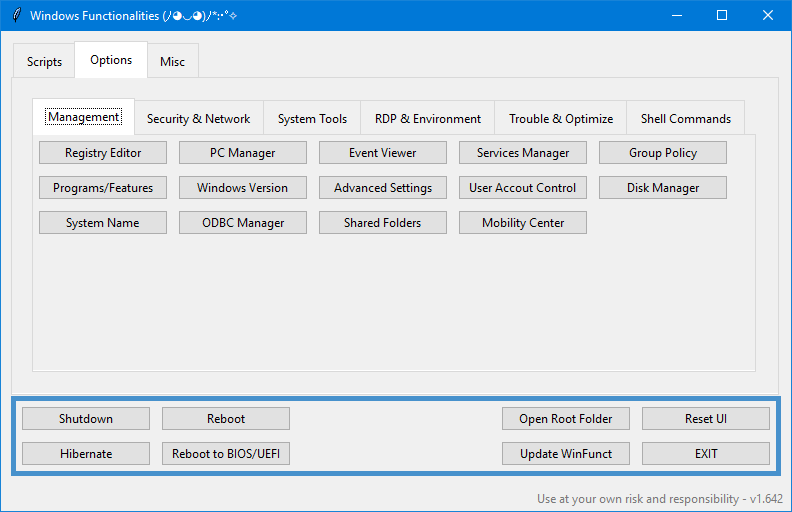 Windows Functionalities (ﾉ◕◡◕)ﾉ*:･ﾟ✧
Scripts Options Misc
Management Security & Network System Tools RDP & Environment Trouble & Optimize Shell Commands
Registry Editor PC Manager Event Viewer Services Manager Group Policy
Programs/Features Windows Version Advanced Settings User Accout Control Disk Manager
System Name ODBC Manager Shared Folders Mobility Center
Shutdown Reboot Open Root Folder Reset UI
Hibernate Reboot to BIOS/UEFI Update WinFunct EXIT
Use at your own risk and responsibility - v1.642